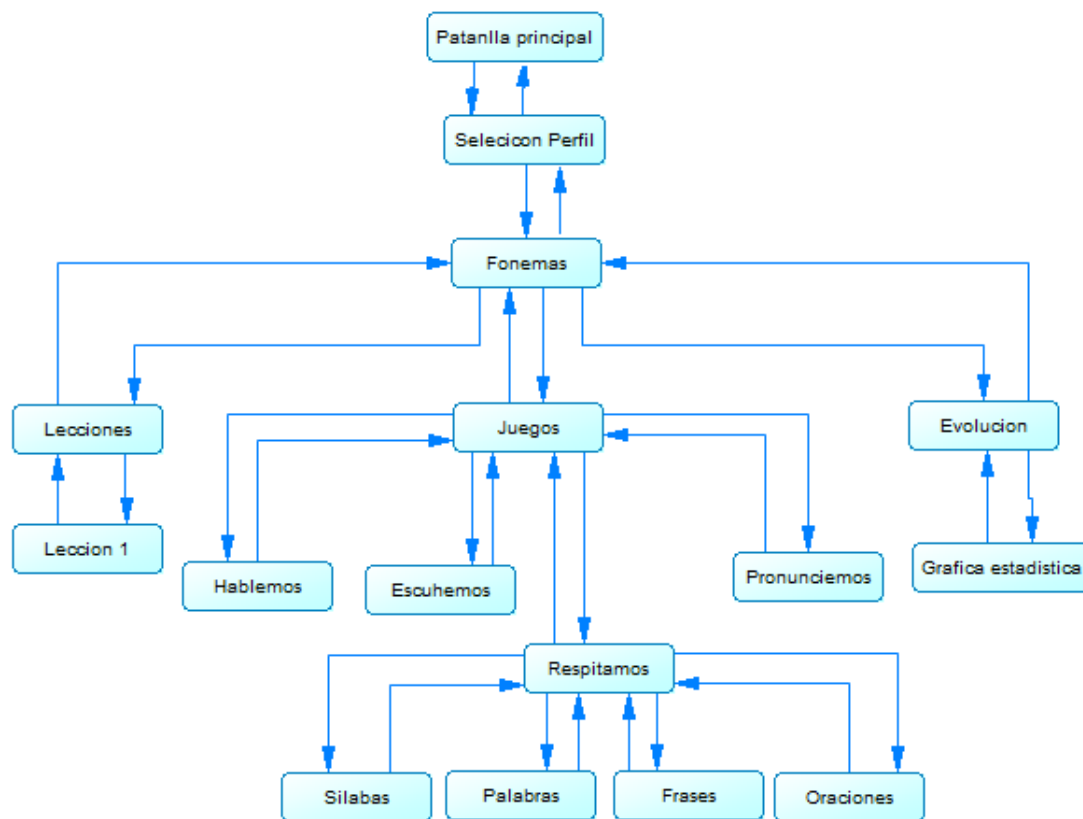 Patanlla principal
Selecicon Perfil
Fonemas
Lecciones
Juegos
Evolucion
Leccion 1
Hablemos
Escuhemos
Pronunciemos
Grafica estadistica
Respitamos
Silabas
Palabras
Frases
Oraciones